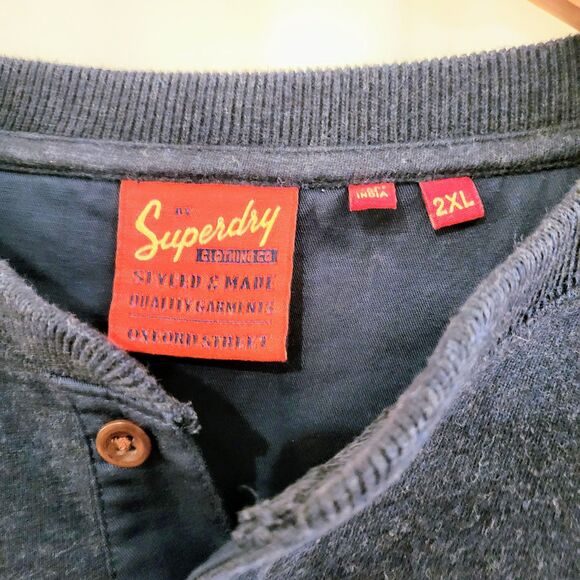 BY
Superdry
CLOTHING CO
STYLED & MADE
QUALITY GARMENTS
OXFORD STREET
INDIA
2XL